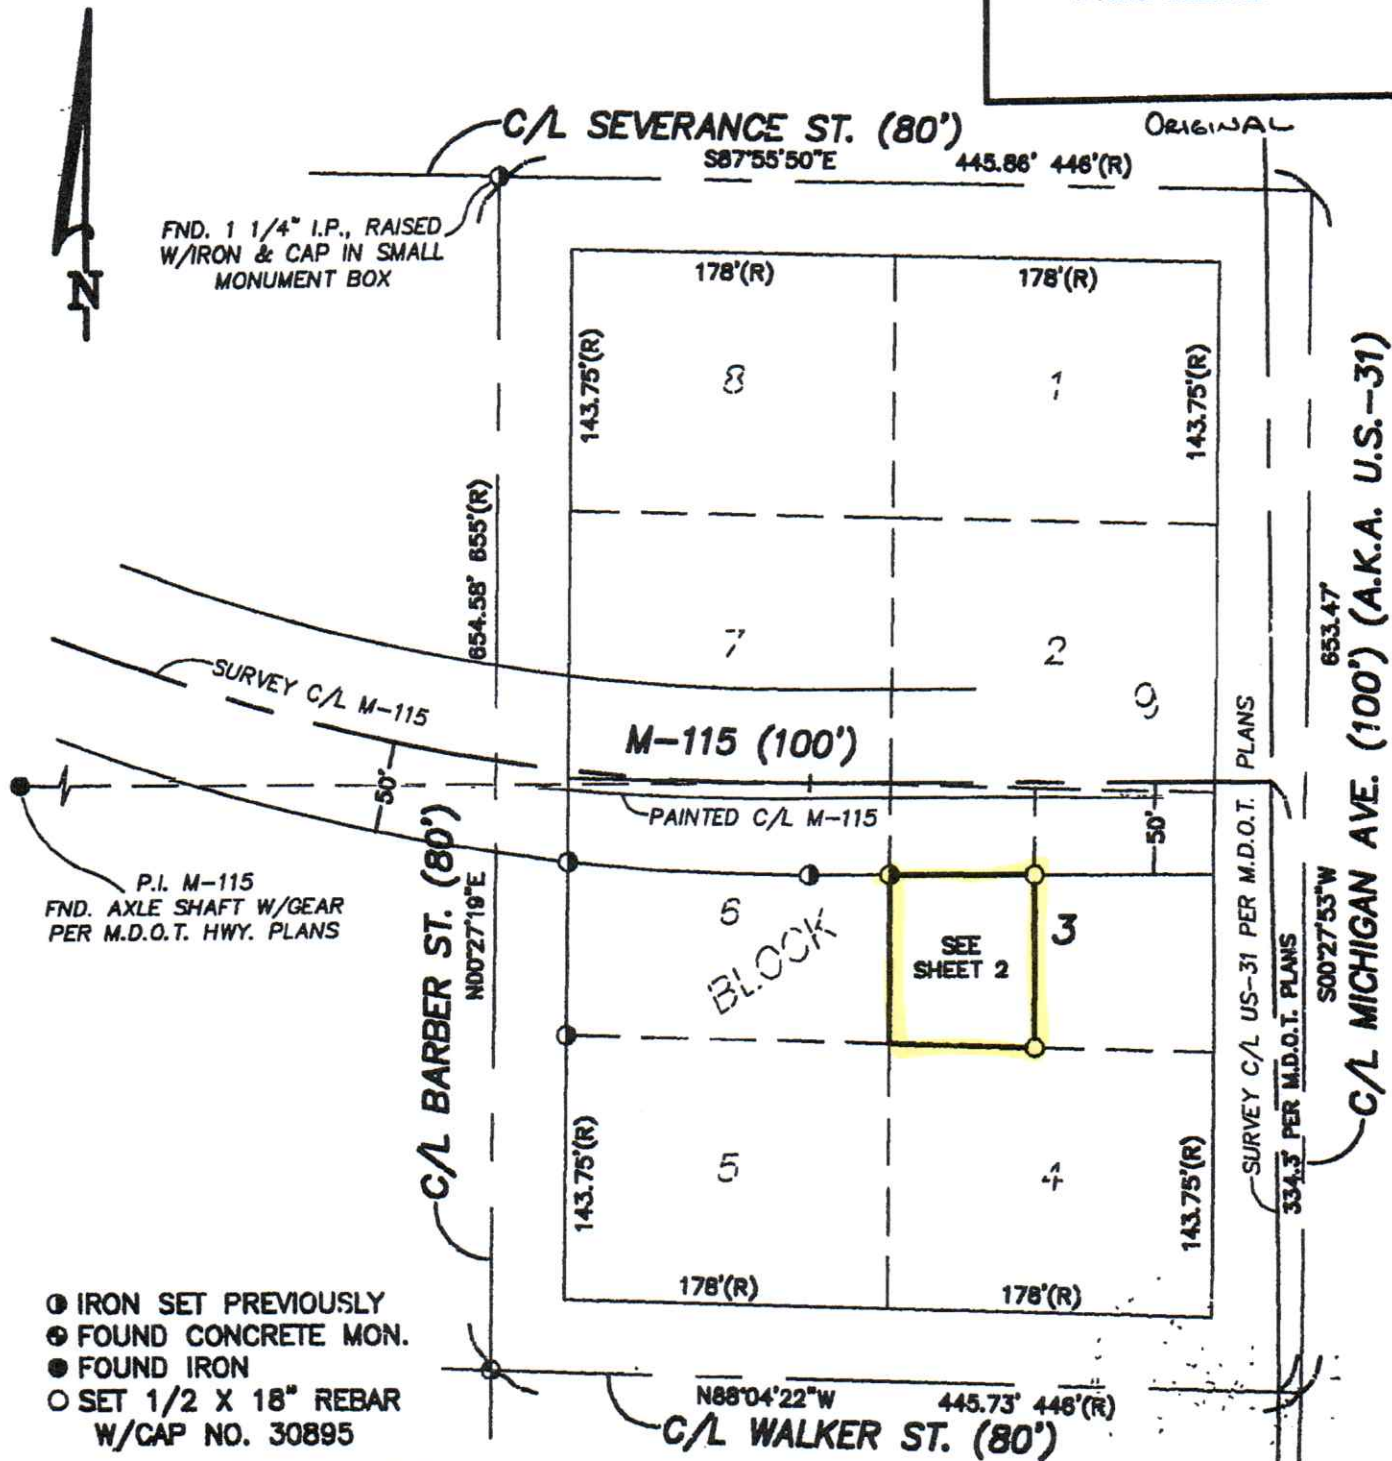 ORIGINAL
C/L SEVERANCE ST. (80')
S87°55'50"E 445.86' 446'(R)
FND. 1 1/4" I.P., RAISED
W/IRON & CAP IN SMALL
MONUMENT BOX
N
178'(R) 178'(R)
143.75'(R)
143.75'(R)
8 1
654.58' 655'(R)
653.47'
C/L MICHIGAN AVE. (100') (A.K.A. U.S.-31)
7 2
9
SURVEY C/L M-115
M-115 (100')
50'
PAINTED C/L M-115
50'
P.I. M-115
FND. AXLE SHAFT W/GEAR
PER M.D.O.T. HWY. PLANS
C/L BARBER ST. (80')
N00°27'19"E
6
BLOCK
SEE
SHEET 2
3
SURVEY C/L US-31 PER M.D.O.T. PLANS
334.3' PER M.D.O.T. PLANS
S00°27'53"W
143.75'(R)
143.75'(R)
5 4
178'(R) 178'(R)
IRON SET PREVIOUSLY
FOUND CONCRETE MON.
FOUND IRON
SET 1/2 X 18" REBAR
W/CAP NO. 30895
N88°04'22"W 445.73' 446'(R)
C/L WALKER ST. (80')